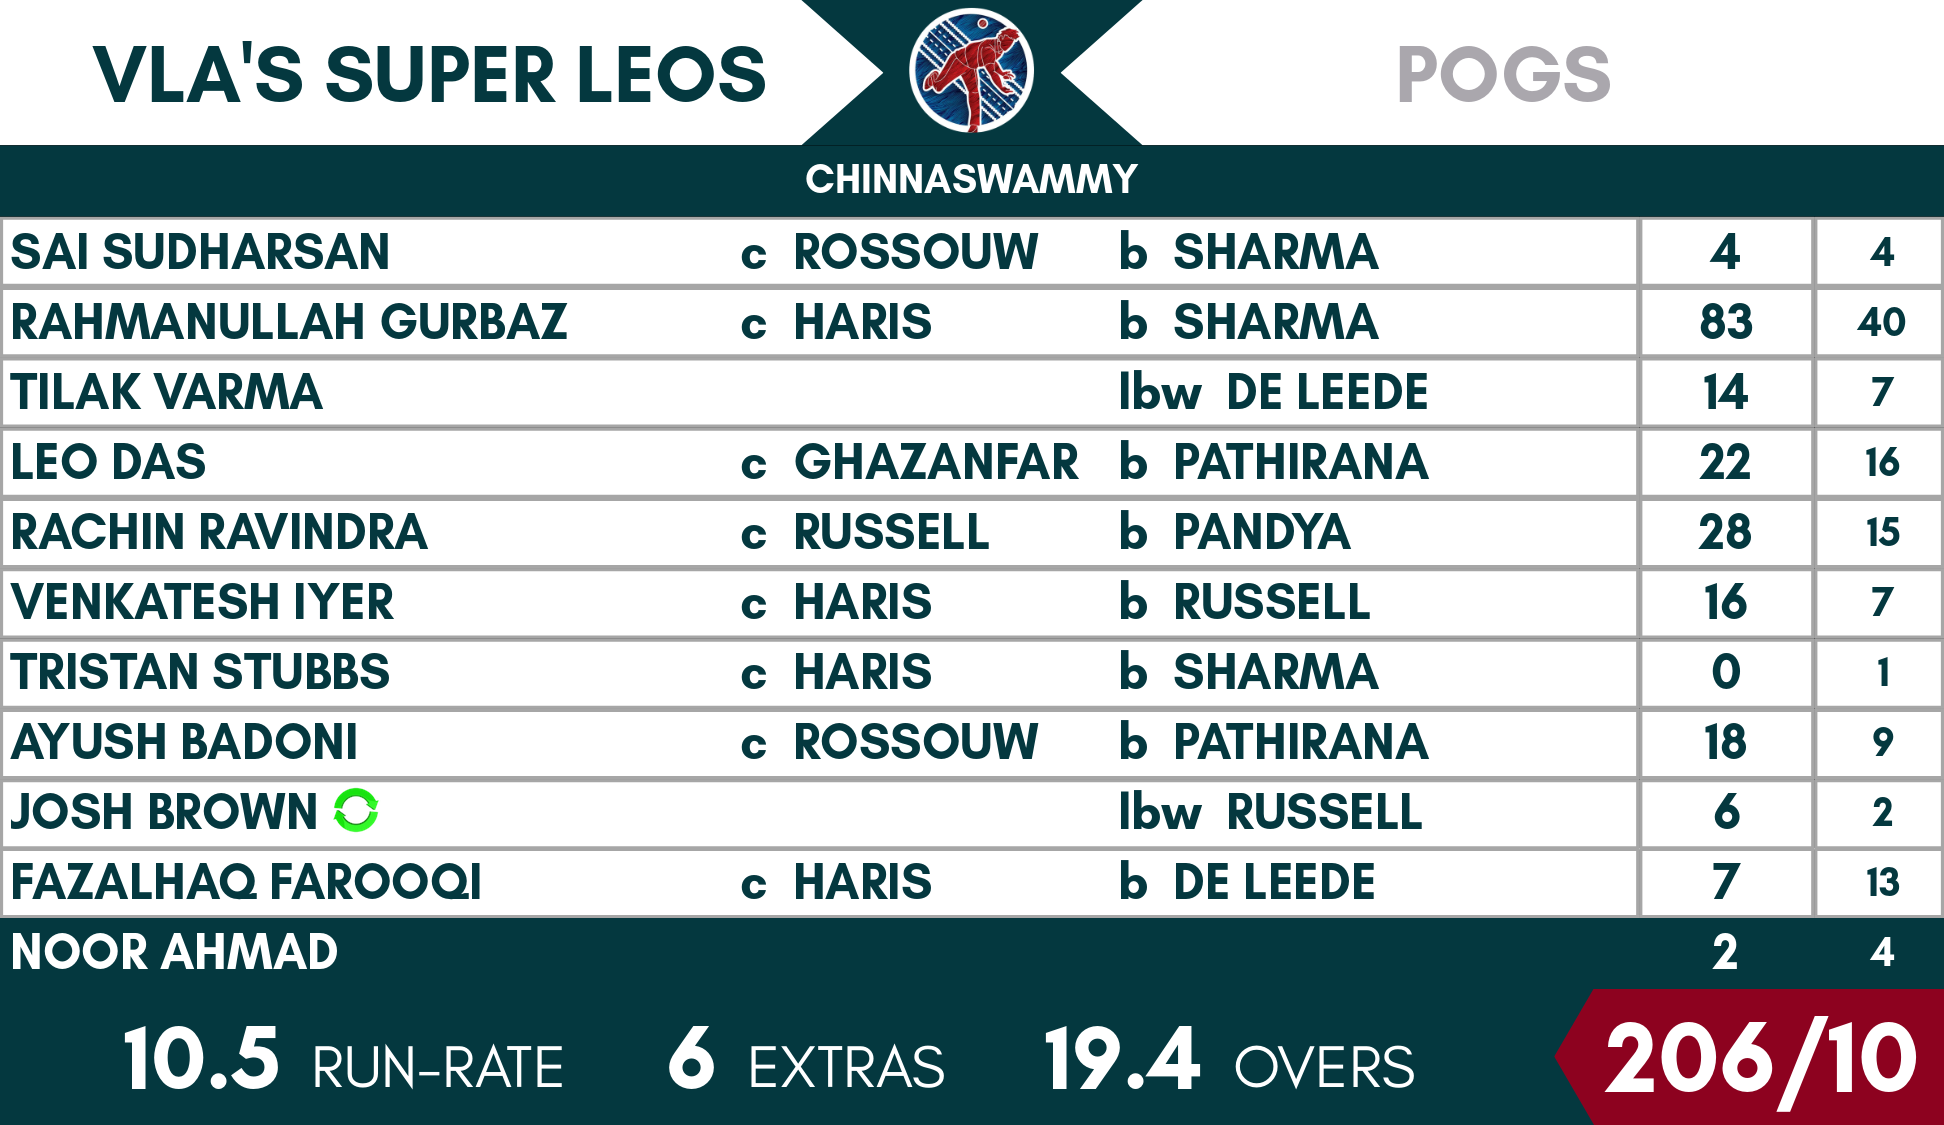 VLA'S SUPER LEOS POGS
CHINNASWAMMY
SAI SUDHARSAN c ROSSOUW b SHARMA 4 4
RAHMANULLAH GURBAZ c HARIS b SHARMA 83 40
TILAK VARMA lbw DE LEEDE 14 7
LEO DAS c GHAZANFAR b PATHIRANA 22 16
RACHIN RAVINDRA c RUSSELL b PANDYA 28 15
VENKATESH IYER c HARIS b RUSSELL 16 7
TRISTAN STUBBS c HARIS b SHARMA 0 1
AYUSH BADONI c ROSSOUW b PATHIRANA 18 9
JOSH BROWN lbw RUSSELL 6 2
FAZALHAQ FAROOQI c HARIS b DE LEEDE 7 13
NOOR AHMAD 2 4
10.5 RUN-RATE 6 EXTRAS 19.4 OVERS 206/10